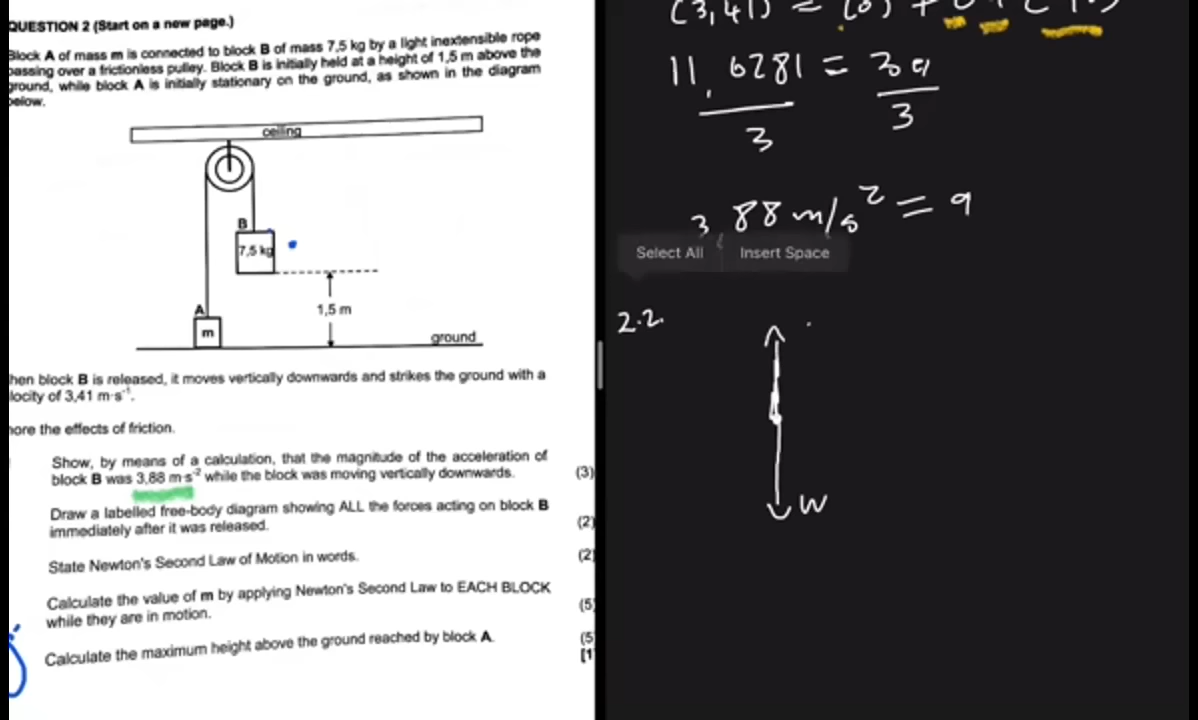 QUESTION 2 (Start on a new page.)
Block A of mass m is connected to block B of mass 7,5 kg by a light inextensible rope
passing over a frictionless pulley. Block B is initially held at a height of 1,5 m above the
ground, while block A is initially stationary on the ground, as shown in the diagram
below.
ceiling
B
7,5 kg
A
1,5 m
m
ground
hen block B is released, it moves vertically downwards and strikes the ground with a
locity of 3,41 m·s⁻¹.
nore the effects of friction.
Show, by means of a calculation, that the magnitude of the acceleration of
block B was 3,88 m·s⁻² while the block was moving vertically downwards. (3)
Draw a labelled free-body diagram showing ALL the forces acting on block B
immediately after it was released. (2)
State Newton's Second Law of Motion in words. (2)
Calculate the value of m by applying Newton's Second Law to EACH BLOCK
while they are in motion. (5)
Calculate the maximum height above the ground reached by block A. (5
[1
11,6281 = 3a
3 3
3,88 m/s² = a
Select All Insert Space
2.2.
W